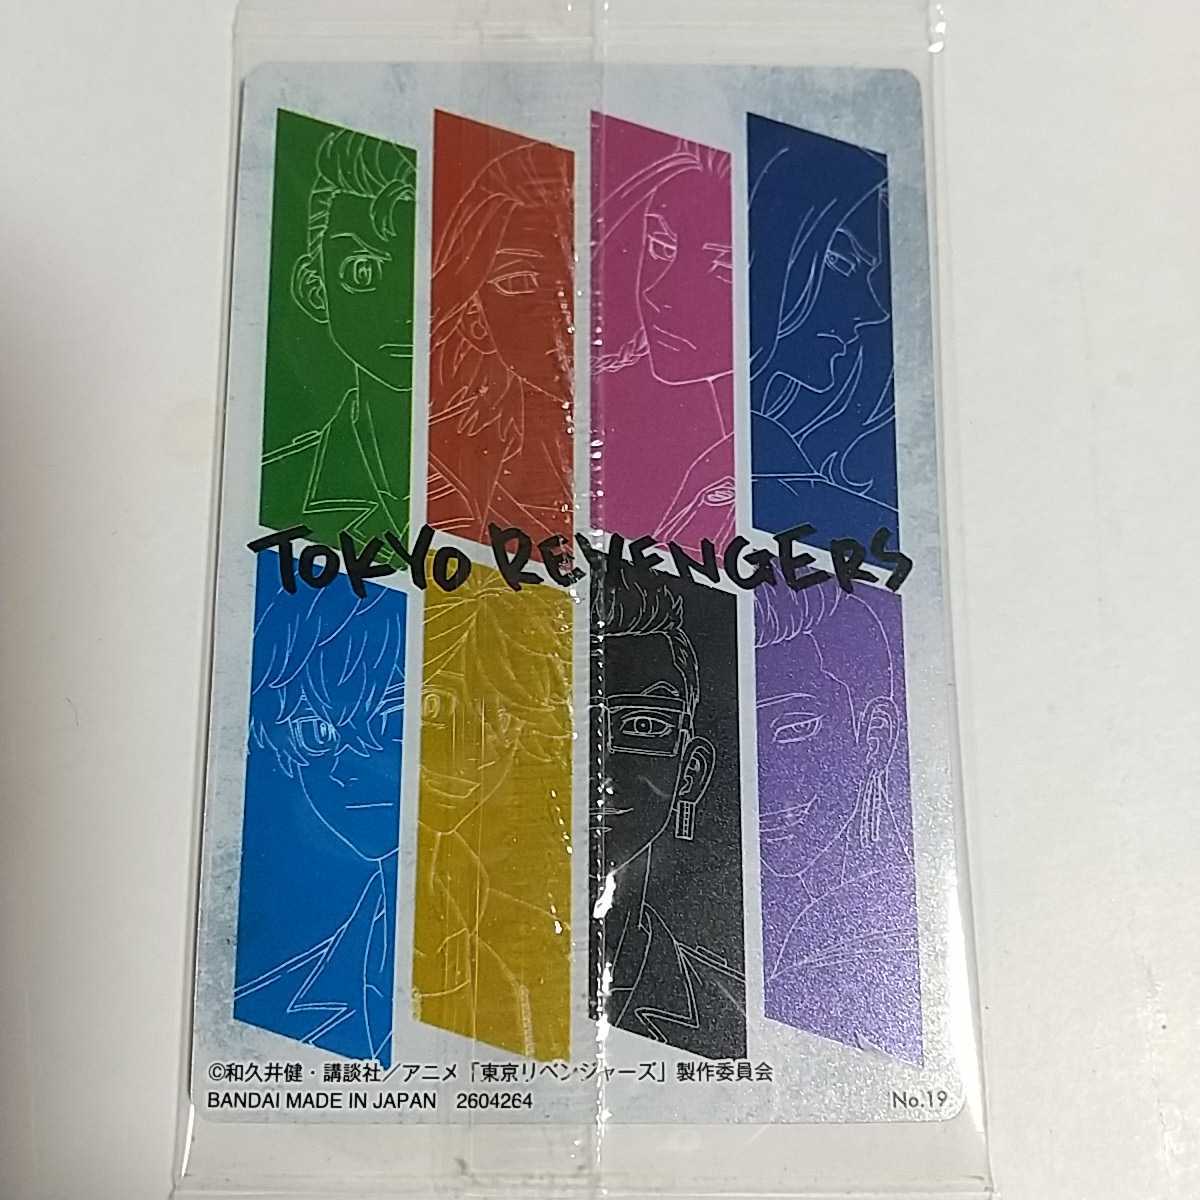 TOKYO REVENGERS
©和久井健・講談社／アニメ「東京リベンジャーズ」製作委員会
BANDAI MADE IN JAPAN 2604264
No.19